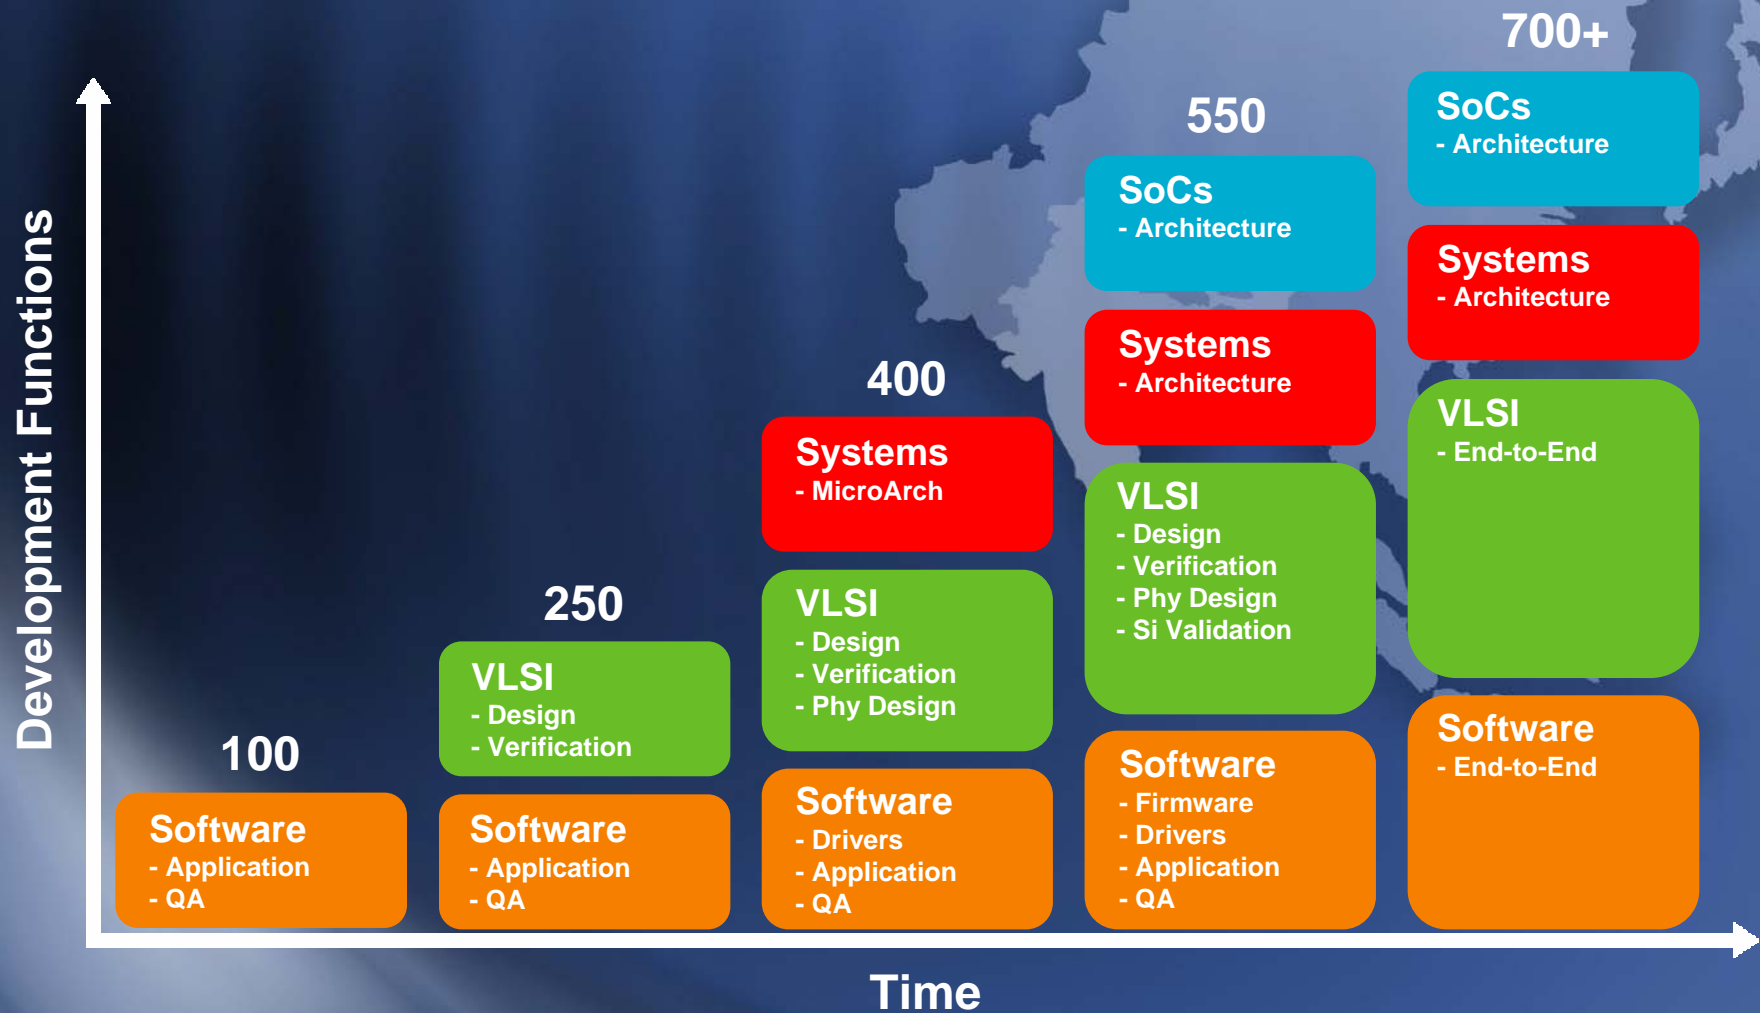 Development Functions
100
Software
- Application
- QA
250
VLSI
- Design
- Verification
Software
- Application
- QA
400
Systems
- MicroArch
VLSI
- Design
- Verification
- Phy Design
Software
- Drivers
- Application
- QA
550
SoCs
- Architecture
Systems
- Architecture
VLSI
- Design
- Verification
- Phy Design
- Si Validation
Software
- Firmware
- Drivers
- Application
- QA
700+
SoCs
- Architecture
Systems
- Architecture
VLSI
- End-to-End
Software
- End-to-End
Time